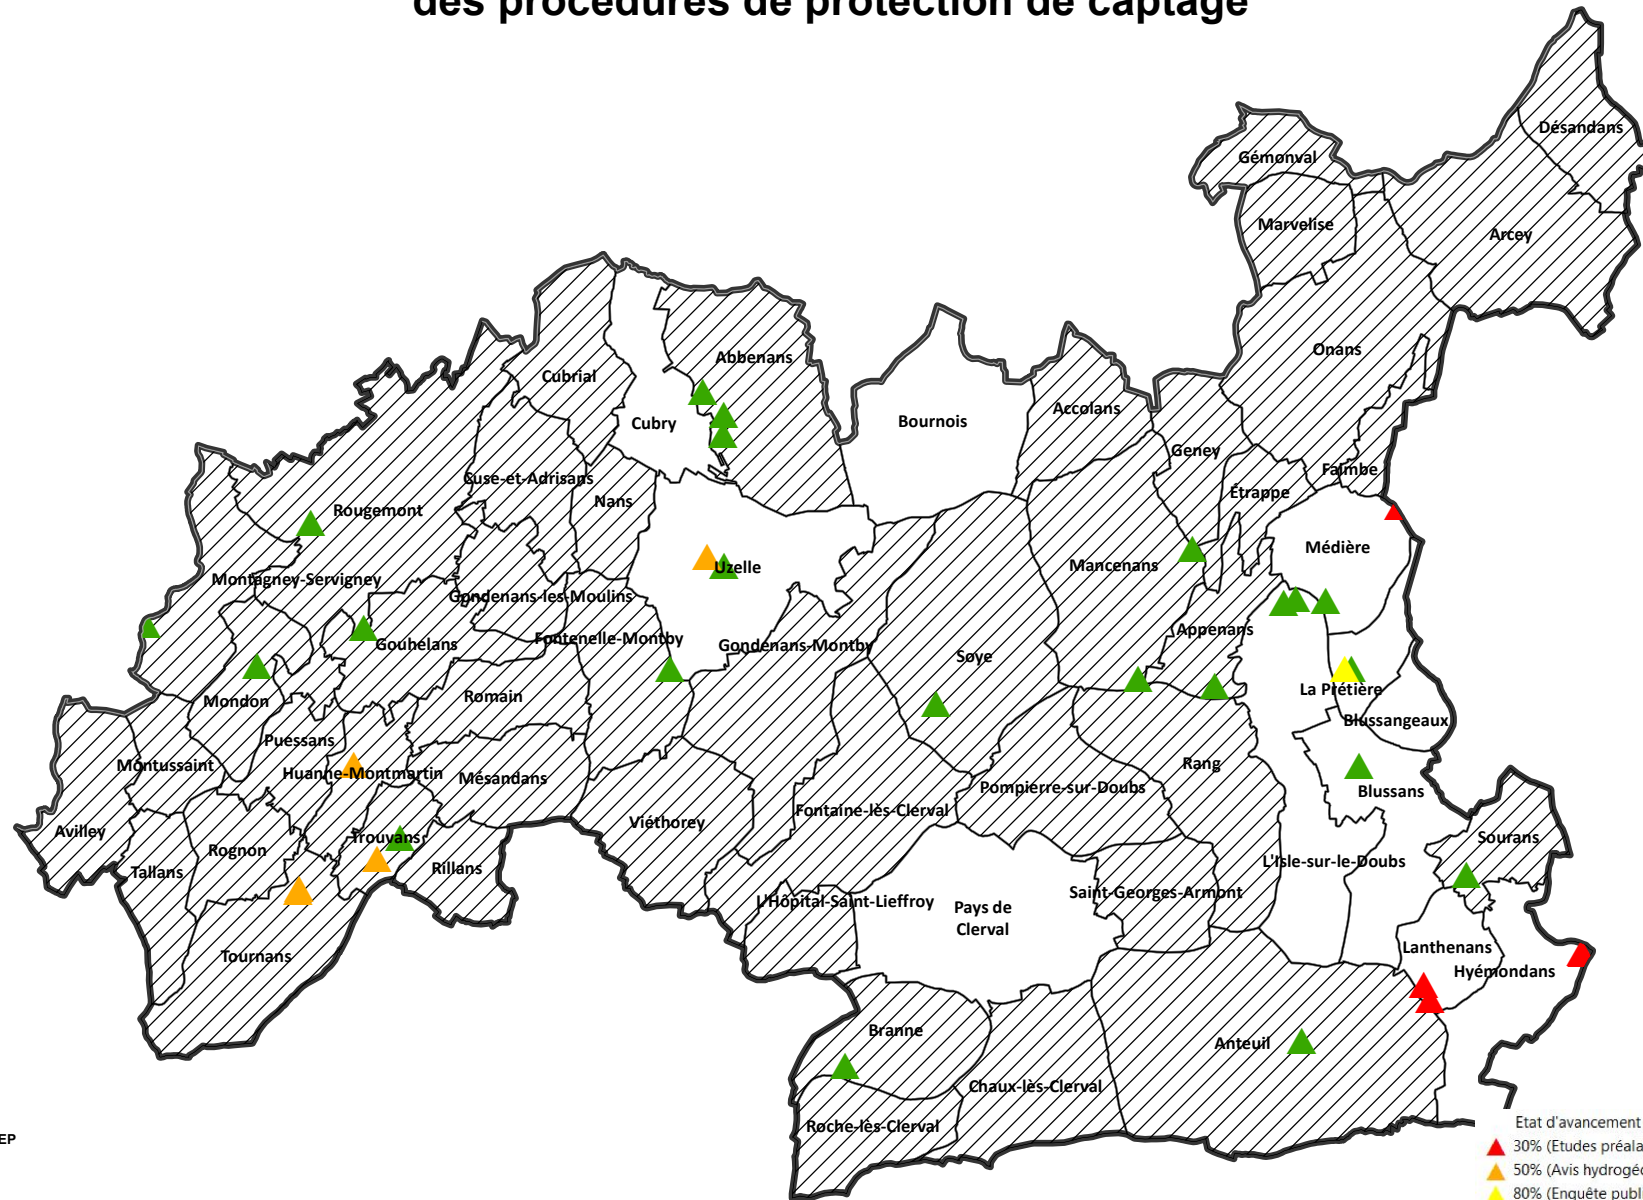 des procédures de protection de captage
Désandans
Gémonval
Marvelise
Arcey
Onans
Abbenans
Cubrial
Accolans
Cubry
Bournois
Geney
Faimbe
Cuse-et-Adrisans
Étrappe
Nans
Rougemont
Médière
Mancenans
Uzelle
Montagney-Servigney
Gondenans-les-Moulins
Appenans
Fontenelle-Montby
Gouhelans
Gondenans-Montby
Soye
La Prétière
Romain
Mondon
Blussangeaux
Puessans
Rang
Montussaint
Huanne-Montmartin
Mésandans
Pompierre-sur-Doubs
Blussans
Fontaine-lès-Clerval
Viéthorey
Avilley
Trouvans
Sourans
Rognon
L'Isle-sur-le-Doubs
Rillans
Tallans
Saint-Georges-Armont
L'Hôpital-Saint-Lieffroy
Pays de
Clerval
Lanthenans
Tournans
Hyémondans
Branne
Anteuil
Chaux-lès-Clerval
Roche-lès-Clerval
EP
Etat d'avancement
30% (Etudes
50% (Avis
80% (Enquête